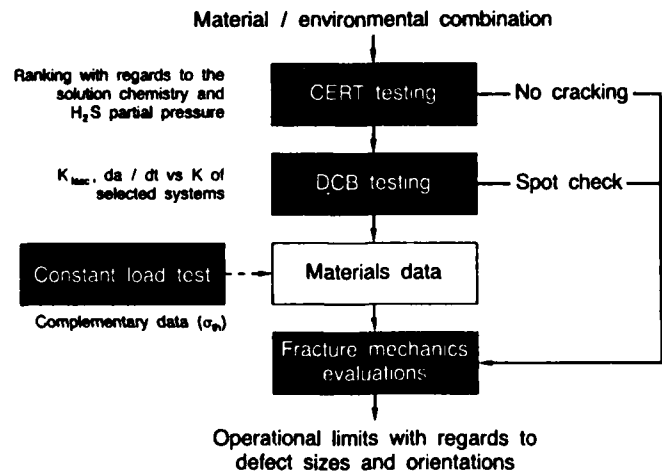 Material / environmental combination
Ranking with regards to the
solution chemistry and
H₂S partial pressure
CERT testing
No cracking
K_Iscc, da / dt vs K of
selected systems
DCB testing
Spot check
Constant load test
Materials data
Complementary data (σ_th)
Fracture mechanics
evaluations
Operational limits with regards to
defect sizes and orientations